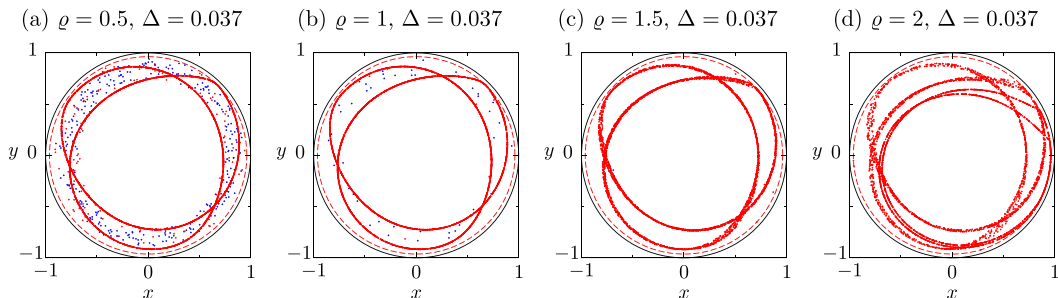 (a) ϱ = 0.5, Δ = 0.037
(b) ϱ = 1, Δ = 0.037
(c) ϱ = 1.5, Δ = 0.037
(d) ϱ = 2, Δ = 0.037
1
y 0
−1
−1 0 1
x
1
y 0
−1
−1 0 1
x
1
y 0
−1
−1 0 1
x
1
y 0
−1
−1 0 1
x